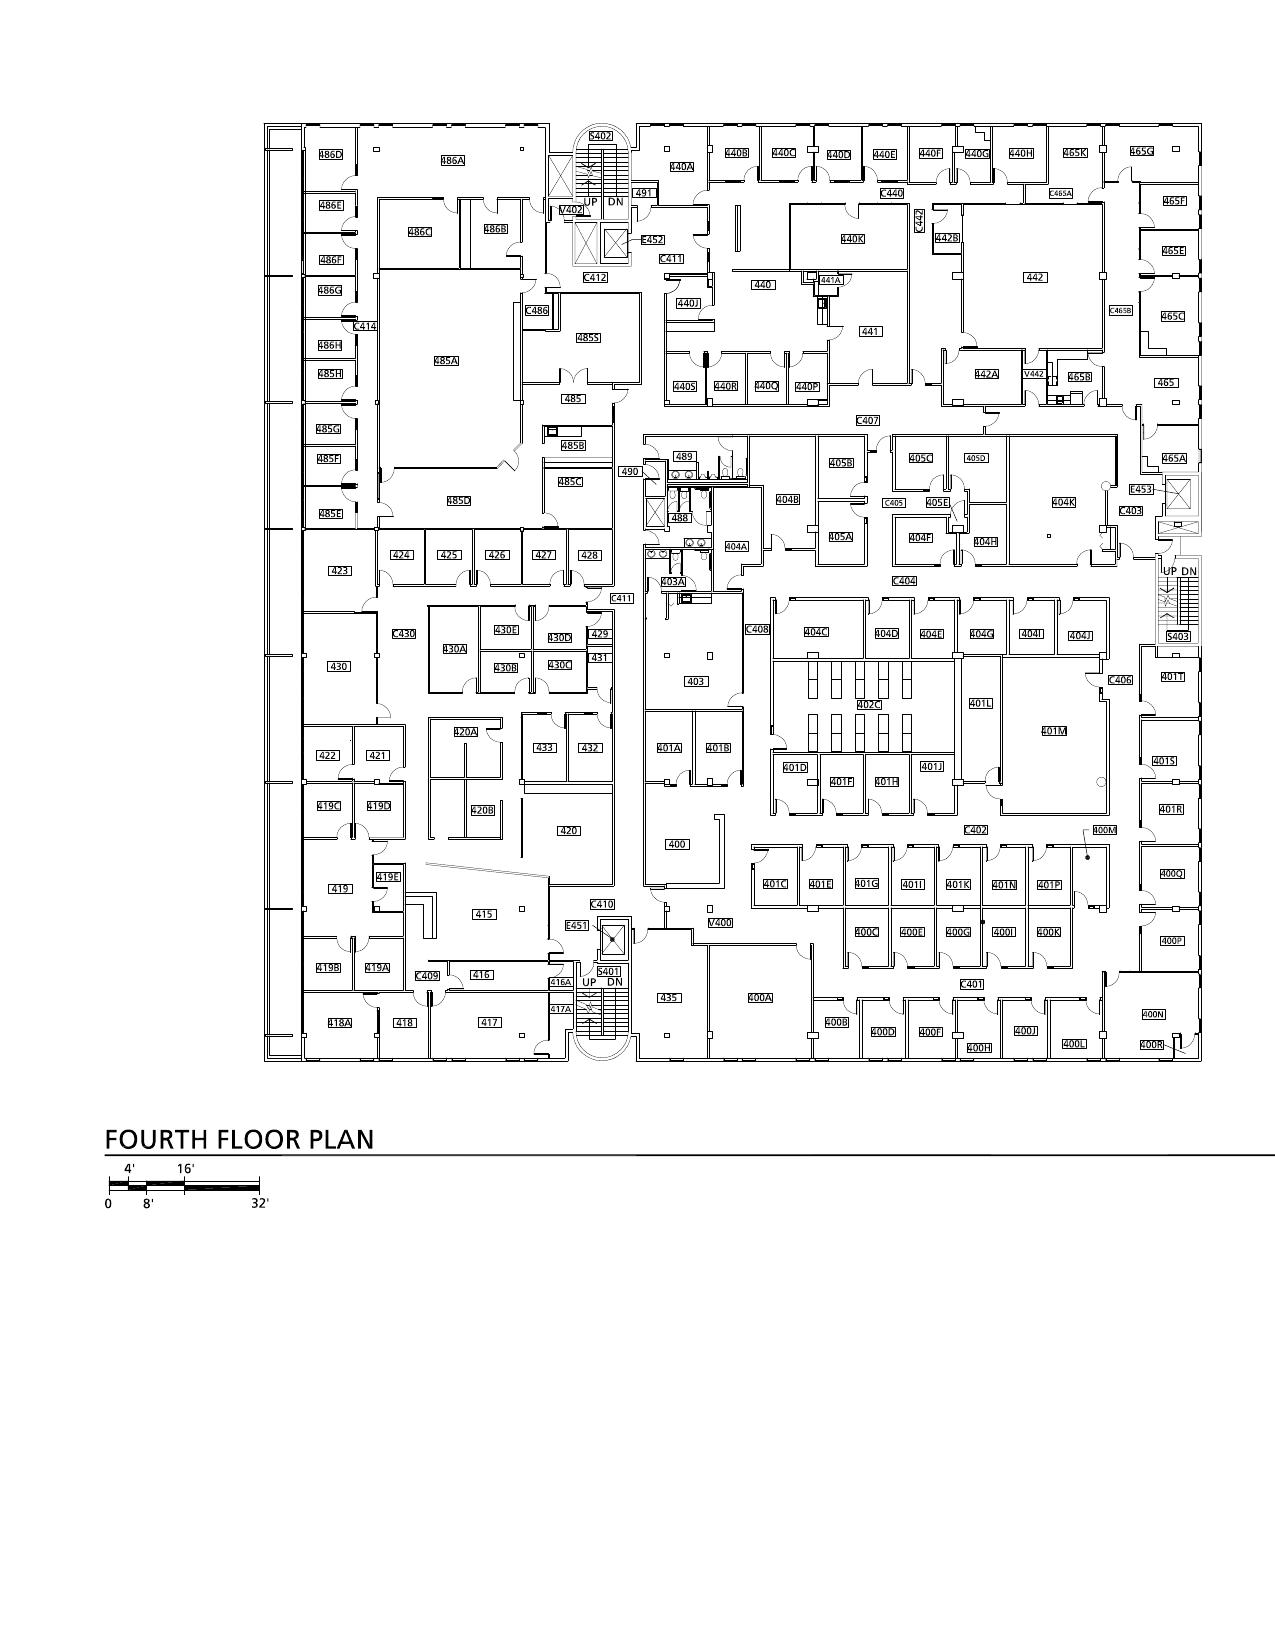 S402
486D
486A
440A
440B
440C
440D
440E
440F
440G
440H
465K
465G
491
C440
C465A
486E
UP DN
465F
V402
C442
486C
486B
E452
440K
442B
465E
486F
C411
C412
440
441A
442
486G
440J
C486
C465B
465C
C414
441
486H
485S
485A
485H
442A
V442
465B
465
440S
440R
440Q
440P
485
C407
485G
485B
489
405B
405C
405D
465A
485F
490
485C
E453
485D
404B
C405
405E
404K
C403
485E
488
405A
404F
404H
404A
424
425
426
427
428
423
403A
C404
UP DN
C411
C430
430E
430D
429
C408
404C
404D
404E
404G
404I
404J
S403
430A
431
430
430B
430C
403
C406
401T
402C
401L
420A
401M
422
421
433
432
401A
401B
401D
401F
401H
401J
401S
419C
419D
420B
401R
420
C402
400M
400
419E
401C
401E
401G
401I
401K
401N
401P
400Q
419
C410
415
E451
V400
400C
400E
400G
400I
400K
400P
419B
419A
C409
416
S401
416A
UP DN
C401
435
400A
417A
418A
418
417
400B
400D
400F
400H
400J
400L
400N
400R
FOURTH FLOOR PLAN
4' 16'
0 8' 32'